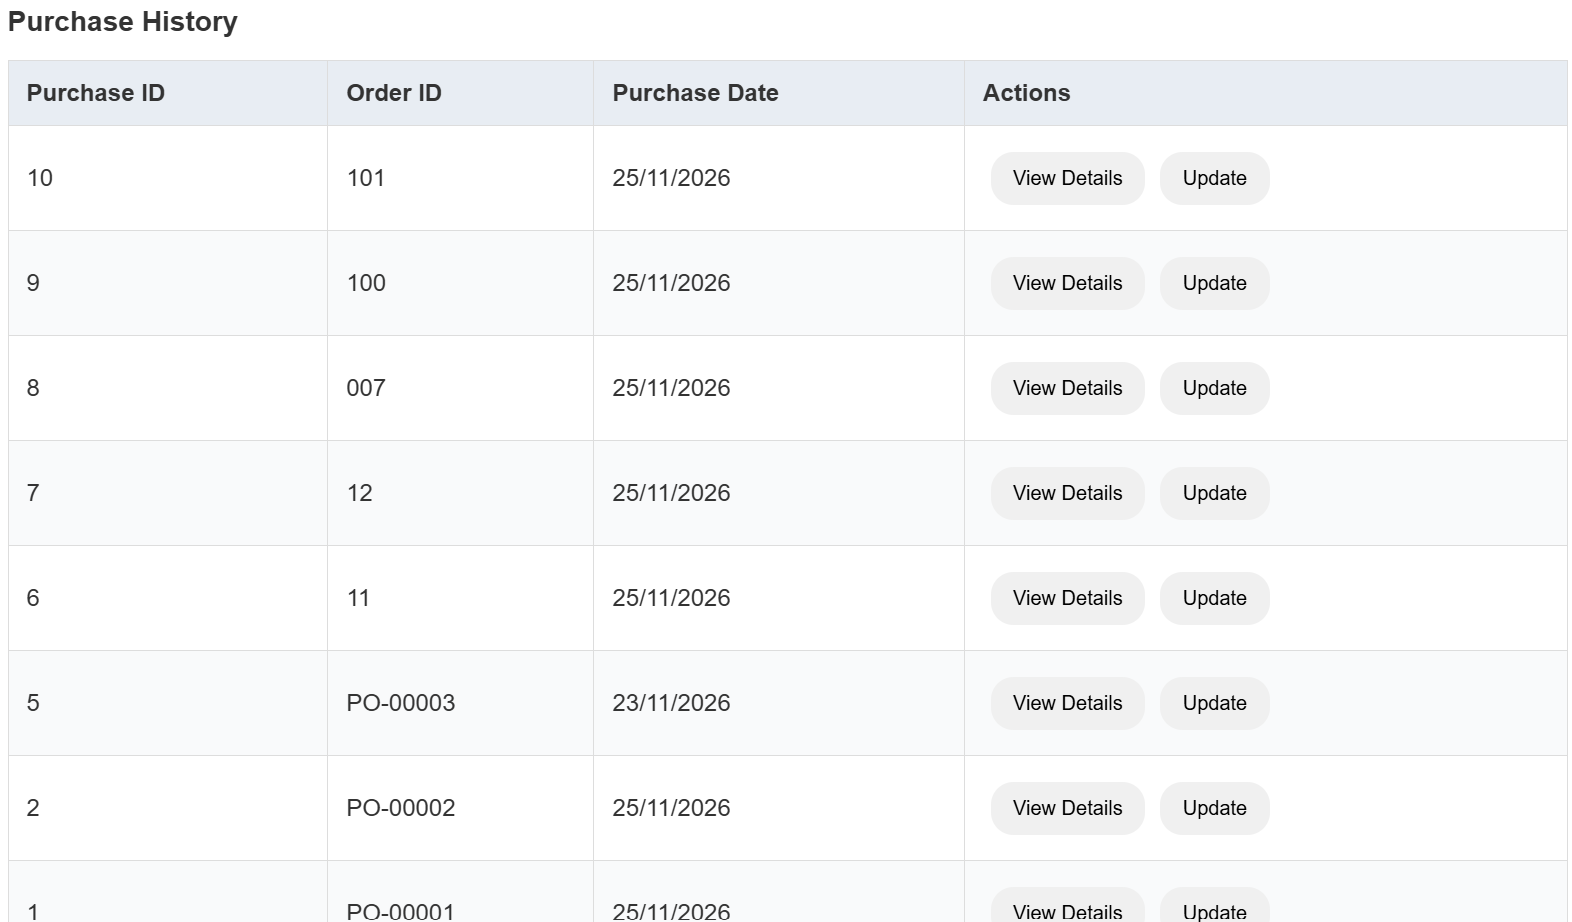 Purchase History
Purchase ID Order ID Purchase Date Actions
10 101 25/11/2026 View Details Update
9 100 25/11/2026 View Details Update
8 007 25/11/2026 View Details Update
7 12 25/11/2026 View Details Update
6 11 25/11/2026 View Details Update
5 PO-00003 23/11/2026 View Details Update
2 PO-00002 25/11/2026 View Details Update
1 PO-00001 25/11/2026 View Details Update